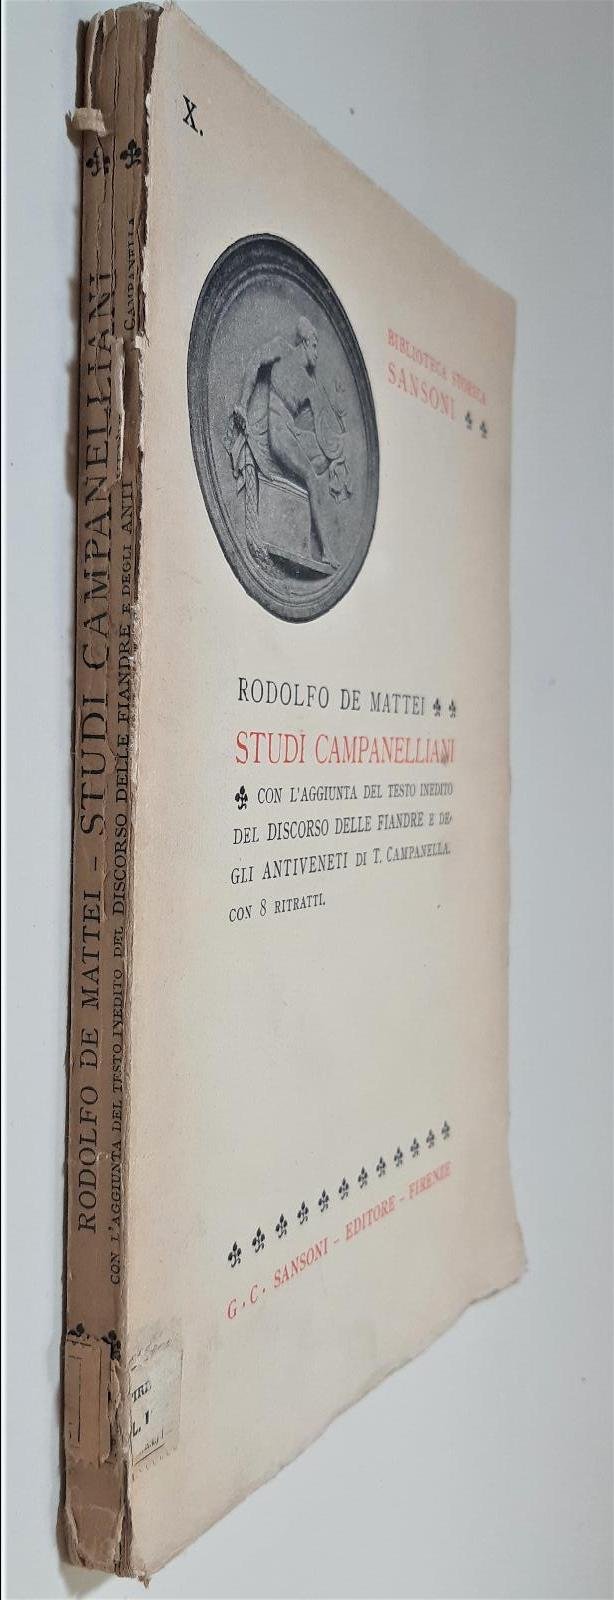 X.
BIBLIOTECA STORICA
SANSONI
RODOLFO DE MATTEI
STUDÎ CAMPANELLIANI
CON L'AGGIUNTA DEL TESTO INEDITO
DEL DISCORSO DELLE FIANDRE E DE-
GLI ANTIVENETI DI T. CAMPANELLA.
CON 8 RITRATTI.
G. C. SANSONI - EDITORE - FIRENZE
RODOLFO DE MATTEI - STUDÎ CAMPANELLIANI
CON L'AGGIUNTA DEL TESTO INEDITO DEL DISCORSO DELLE FIANDRE E DEGLI ANTI CAMPANELLA